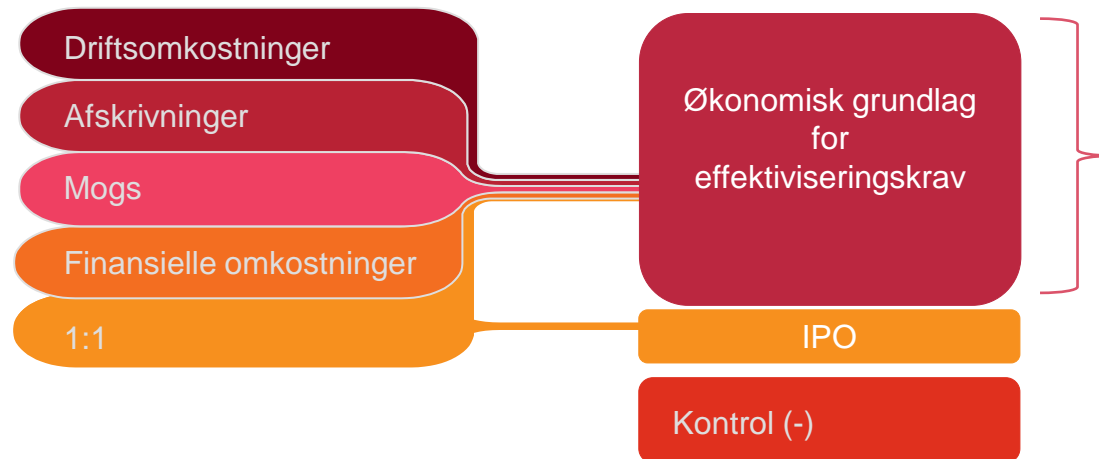 Driftsomkostninger
Afskrivninger
Mogs
Finansielle omkostninger
1:1
Økonomisk grundlag
for
effektiviseringskrav
IPO
Kontrol (-)